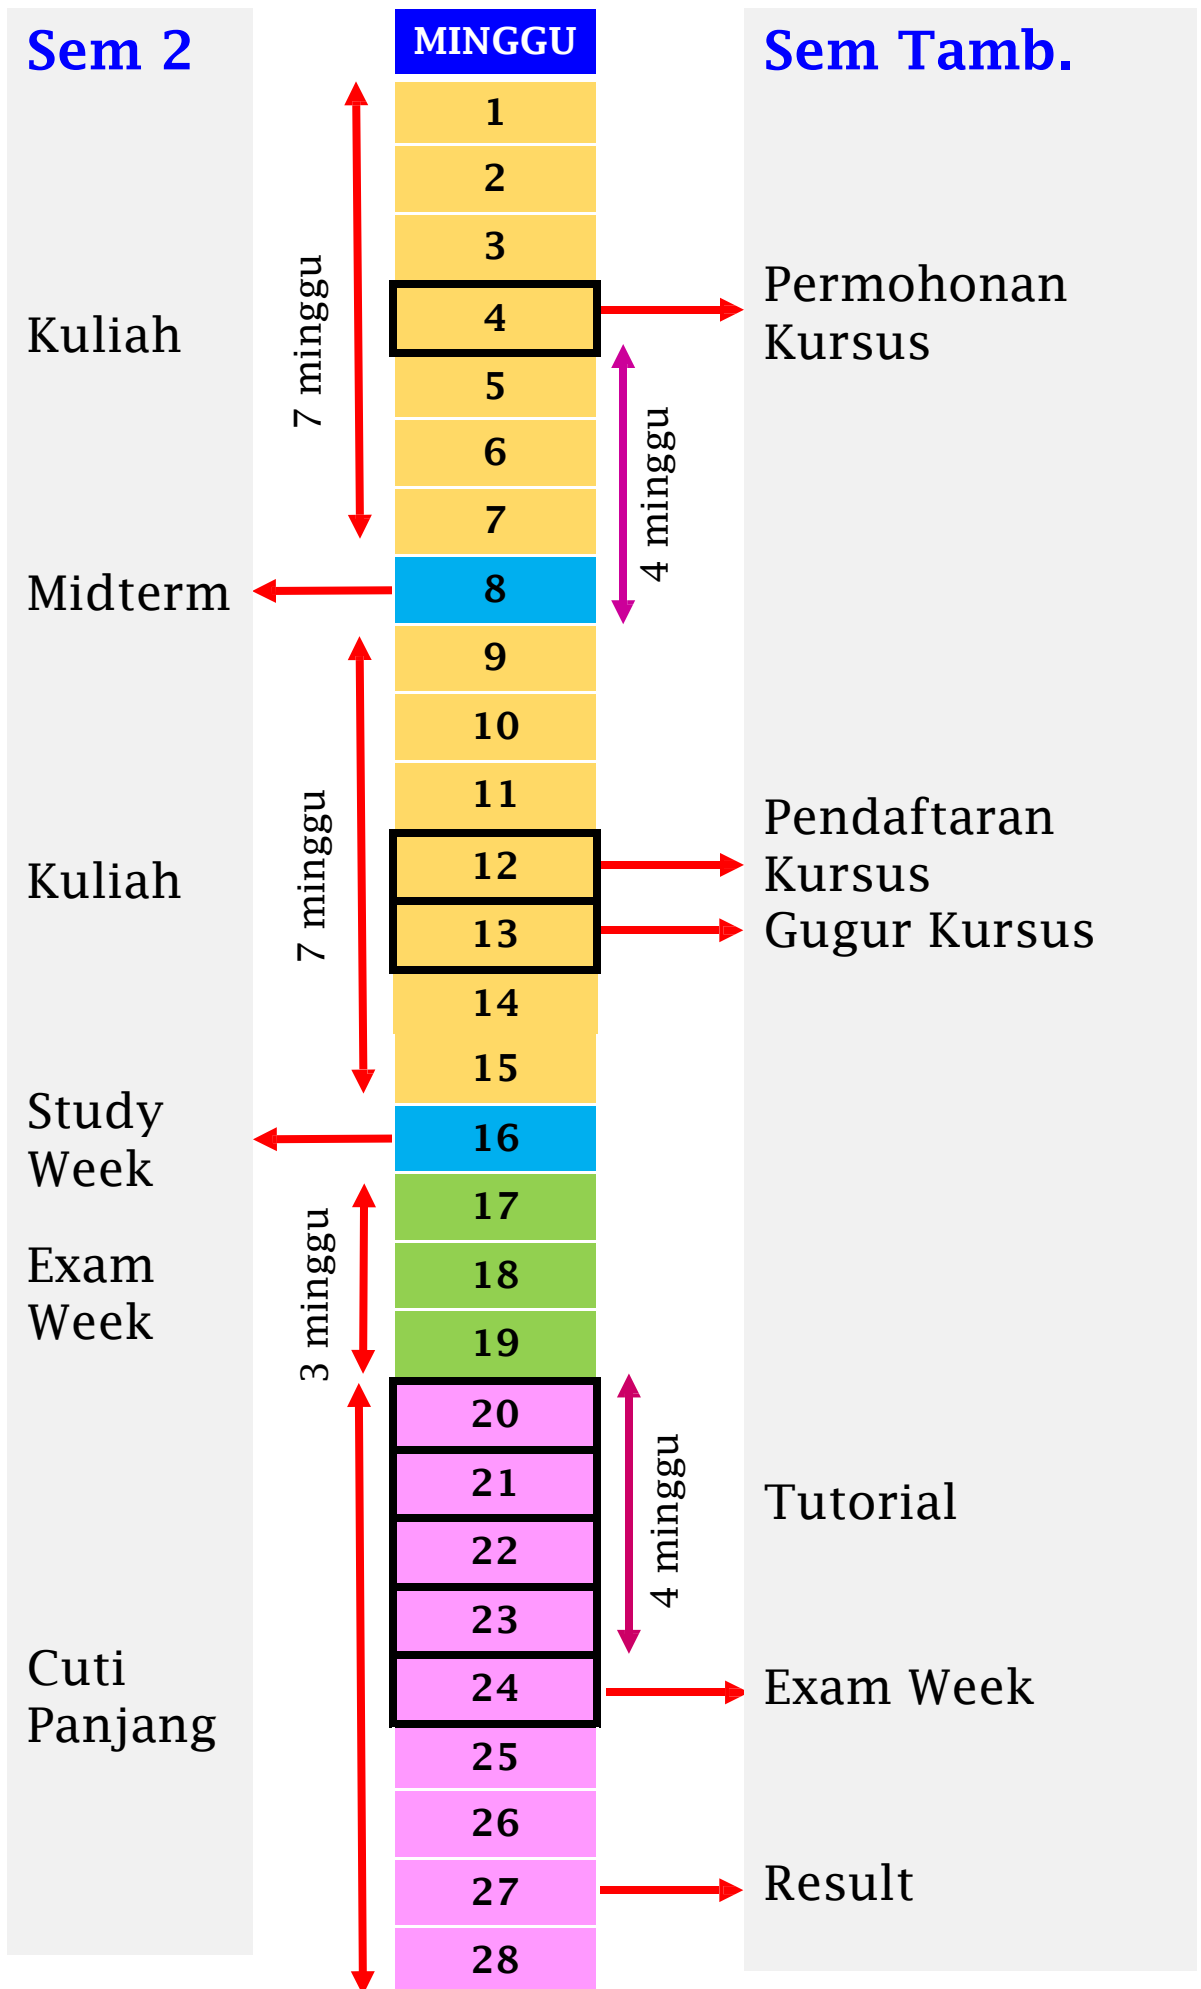 Sem 2
MINGGU
Sem Tamb.
1
2
3
4
5
6
7
8
9
10
11
12
13
14
15
16
17
18
19
20
21
22
23
24
25
26
27
28
Kuliah
7 minggu
Midterm
Kuliah
7 minggu
Study
Week
Exam
Week
3 minggu
Cuti
Panjang
Permohonan
Kursus
4 minggu
Pendaftaran
Kursus
Gugur Kursus
4 minggu
Tutorial
Exam Week
Result